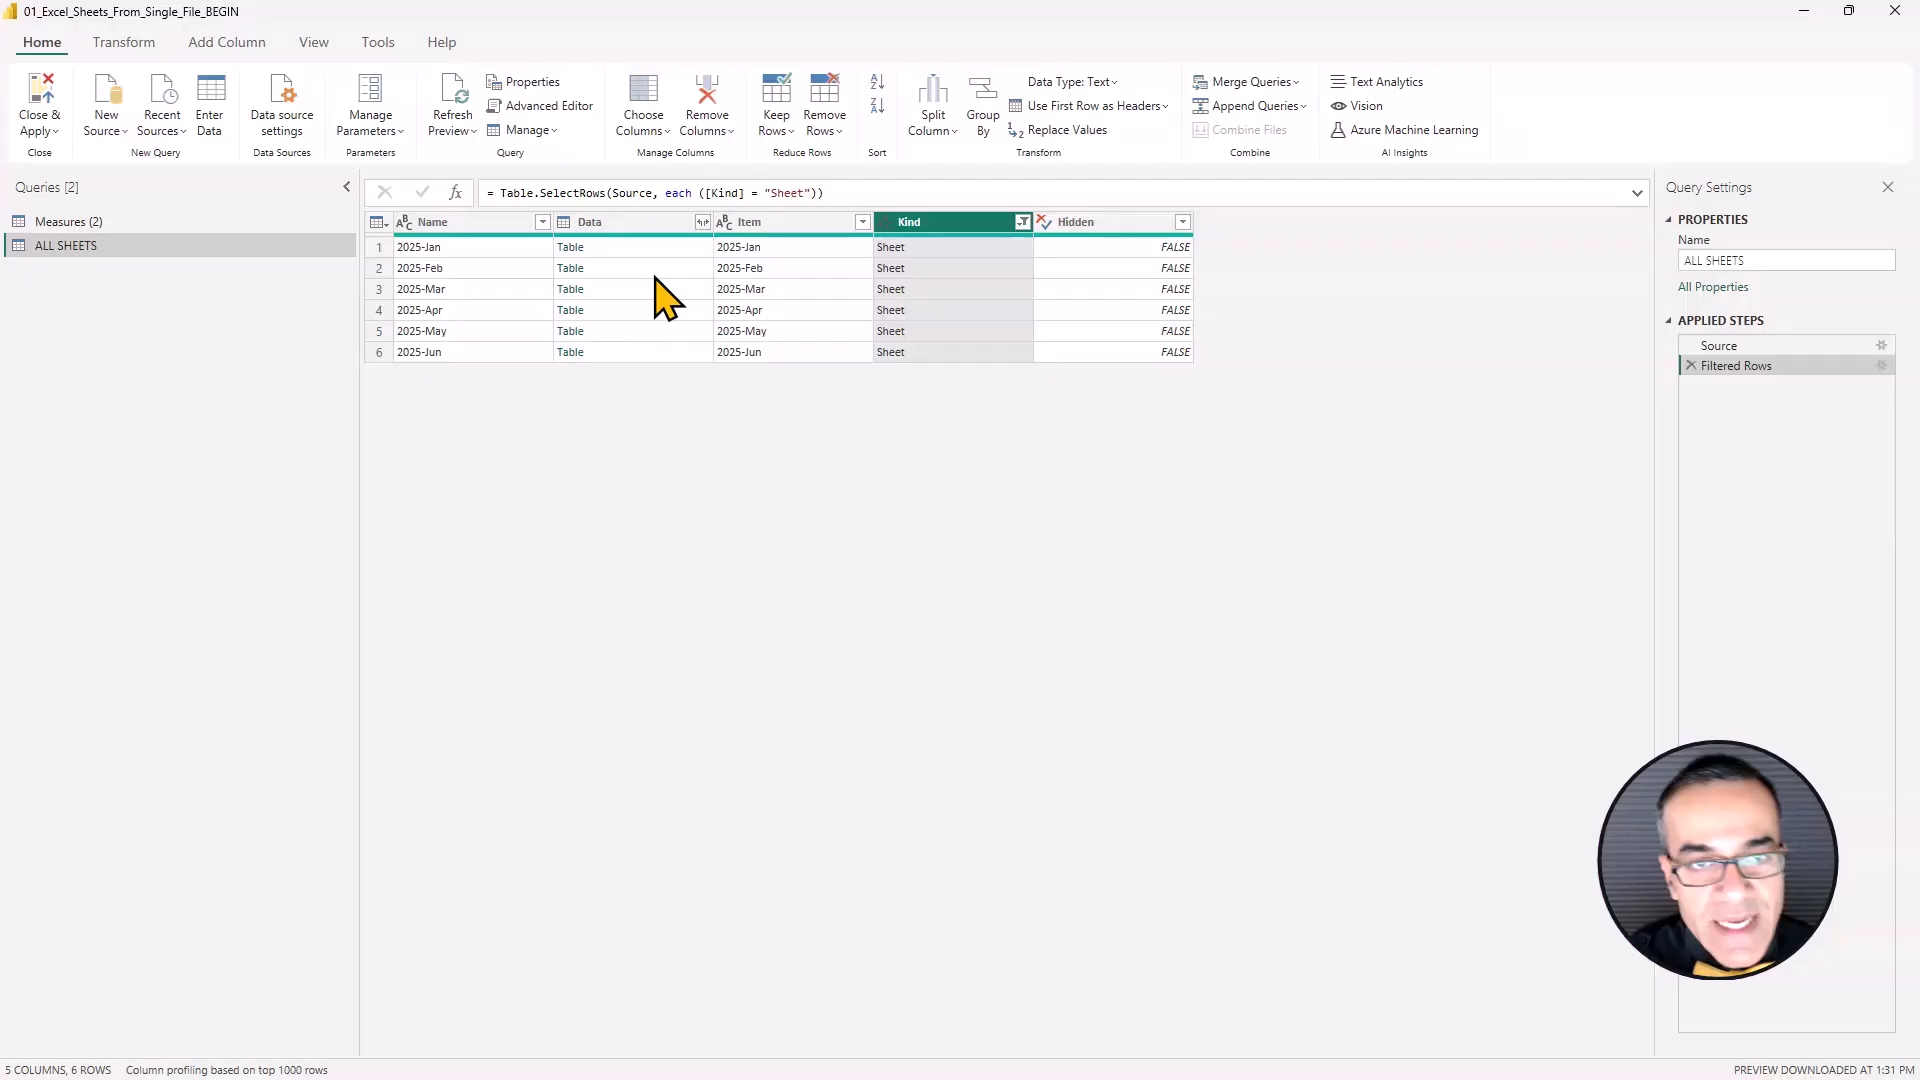 01_Excel_Sheets_From_Single_File_BEGIN
Home Transform Add Column View Tools Help
Close & Apply
Close
New Source
Recent Sources
Enter Data
New Query
Data source settings
Data Sources
Manage Parameters
Parameters
Refresh Preview
Properties
Advanced Editor
Manage
Query
Choose Columns
Remove Columns
Manage Columns
Keep Rows
Remove Rows
Reduce Rows
Sort
Split Column
Group By
Data Type: Text
Use First Row as Headers
Replace Values
Transform
Merge Queries
Append Queries
Combine Files
Combine
Text Analytics
Vision
Azure Machine Learning
AI Insights
Queries [2]
Measures (2)
ALL SHEETS
fx = Table.SelectRows(Source, each ([Kind] = "Sheet"))
ABC Name Data ABC Item Kind Hidden
1 2025-Jan Table 2025-Jan Sheet FALSE
2 2025-Feb Table 2025-Feb Sheet FALSE
3 2025-Mar Table 2025-Mar Sheet FALSE
4 2025-Apr Table 2025-Apr Sheet FALSE
5 2025-May Table 2025-May Sheet FALSE
6 2025-Jun Table 2025-Jun Sheet FALSE
Query Settings
PROPERTIES
Name
ALL SHEETS
All Properties
APPLIED STEPS
Source
Filtered Rows
5 COLUMNS, 6 ROWS Column profiling based on top 1000 rows
PREVIEW DOWNLOADED AT 1:31 PM